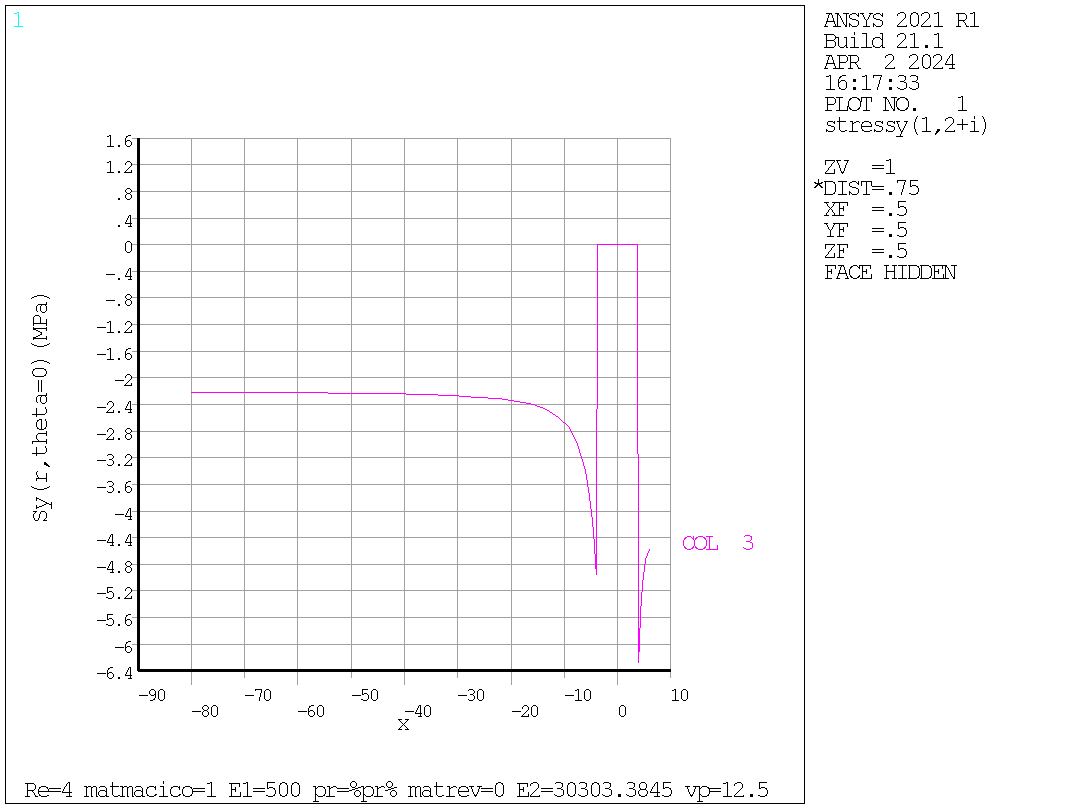 1
ANSYS 2021 R1
Build 21.1
APR  2 2024
16:17:33
PLOT NO.   1
stressy(1,2+i)
ZV  =1
*DIST=.75
XF  =.5
YF  =.5
ZF  =.5
FACE HIDDEN
1.6
1.2
.8
.4
0
-.4
-.8
-1.2
-1.6
-2
-2.4
-2.8
-3.2
-3.6
-4
-4.4
-4.8
-5.2
-5.6
-6
-6.4
Sy(r,theta=0)(MPa)
COL  3
-90 -70 -50 -30 -10 10
-80 -60 -40 -20 0
X
Re=4 matmacico=1 E1=500 pr=%pr% matrev=0 E2=30303.3845 vp=12.5